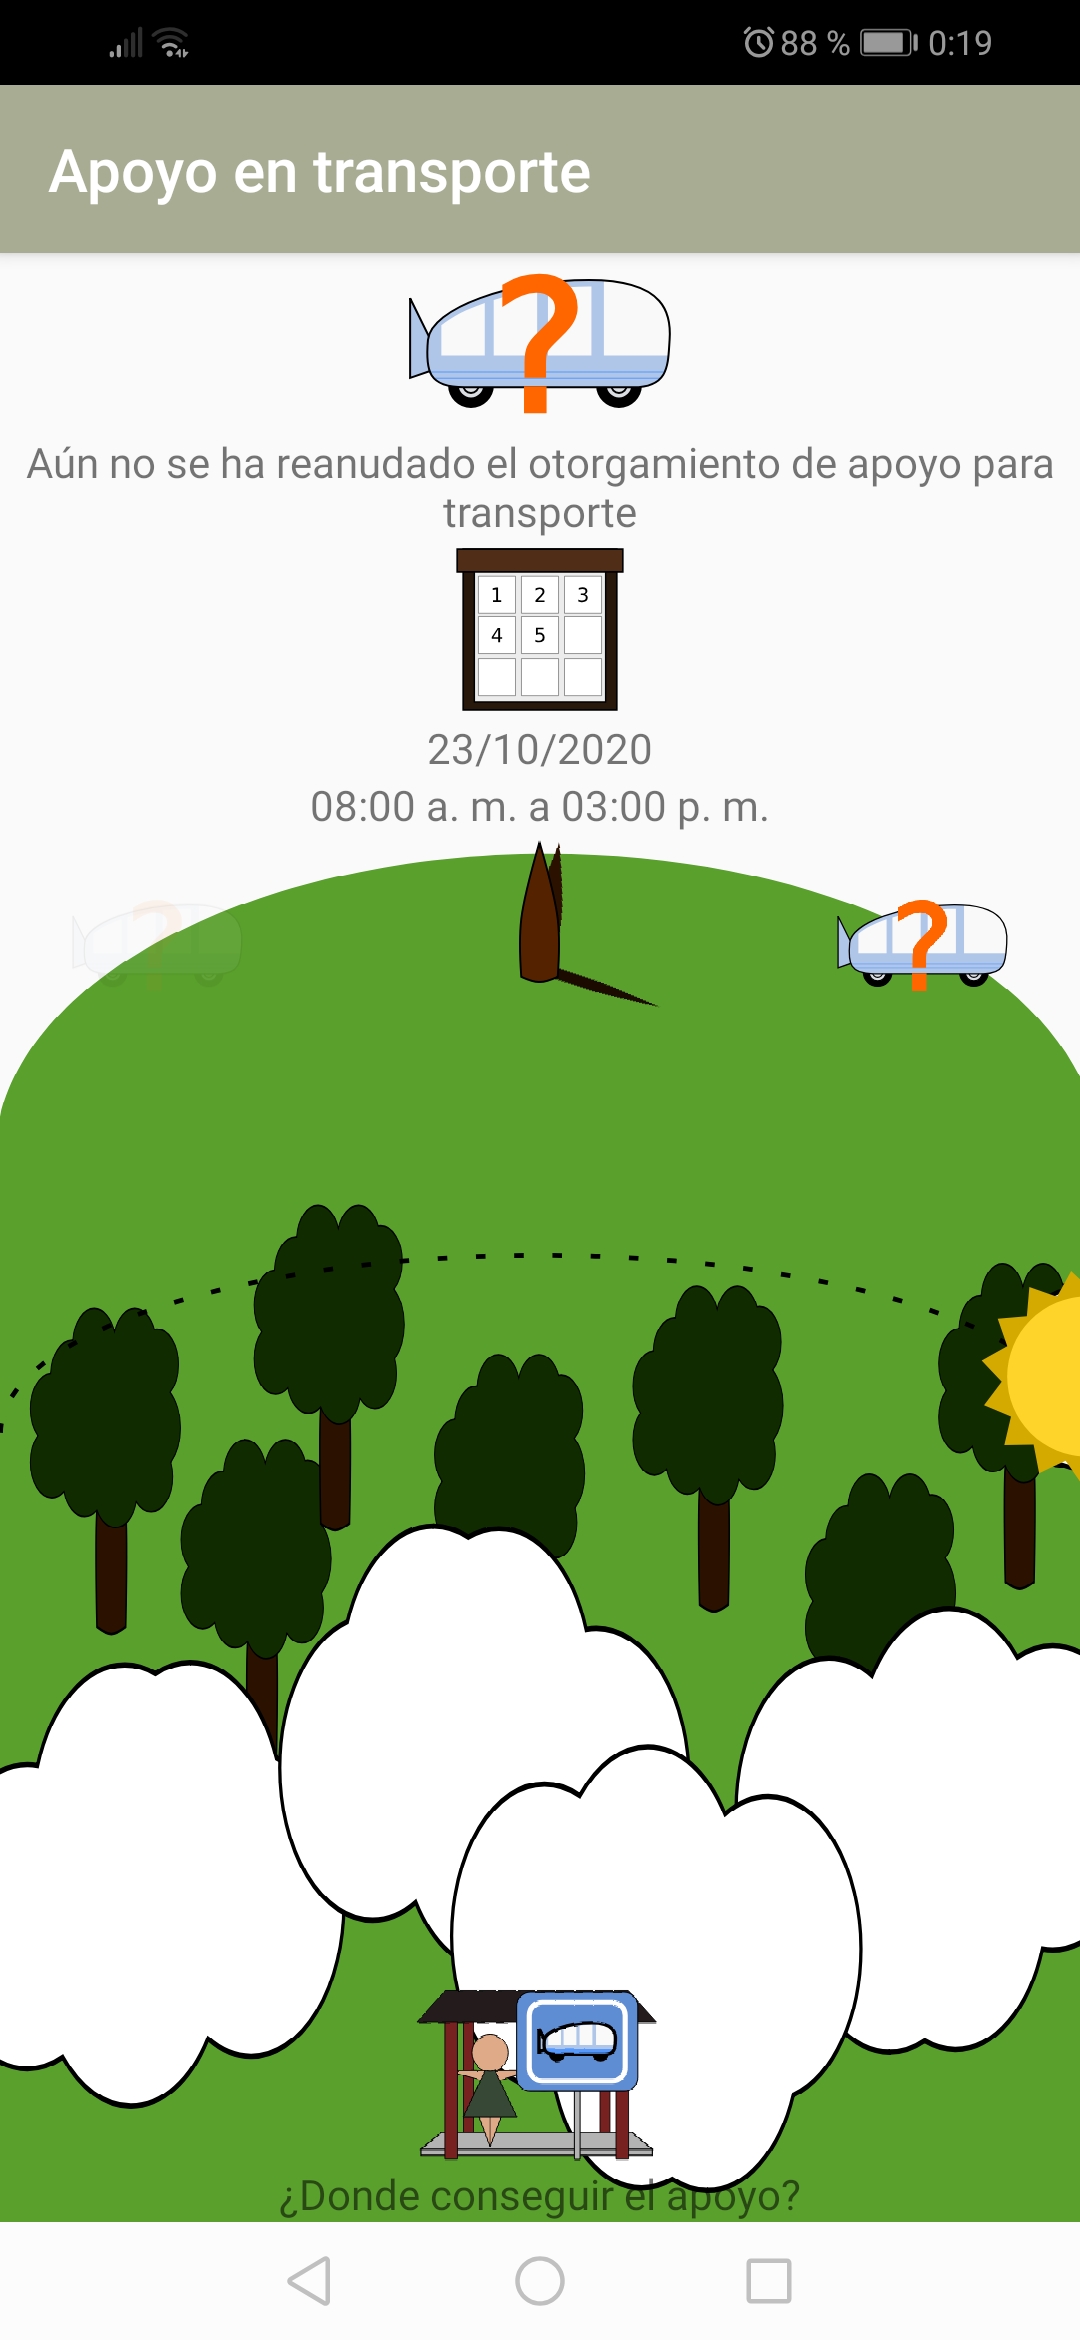 88 % 0:19
Apoyo en transporte
?
Aún no se ha reanudado el otorgamiento de apoyo para
transporte
1 2 3
4 5
23/10/2020
08:00 a. m. a 03:00 p. m.
? ?
¿Donde conseguir el apoyo?